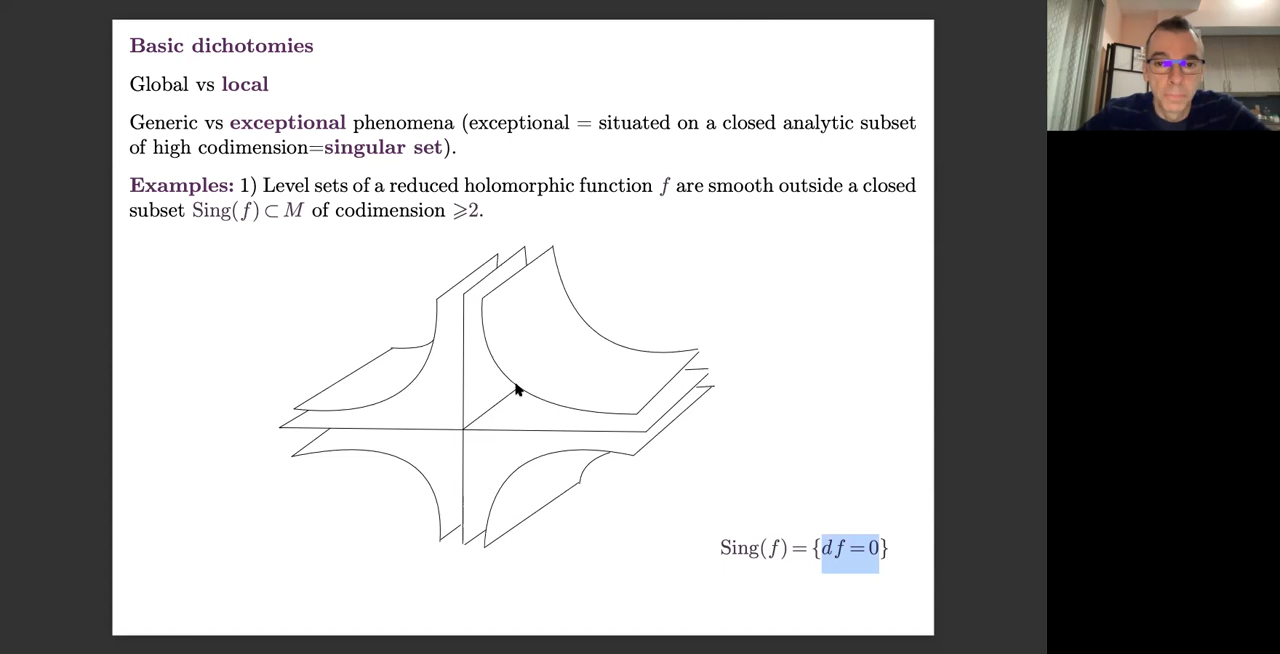 Basic dichotomies
Global vs local
Generic vs exceptional phenomena (exceptional = situated on a closed analytic subset
of high codimension=singular set).
Examples: 1) Level sets of a reduced holomorphic function f are smooth outside a closed
subset Sing(f) ⊂ M of codimension ⩾2.
Sing(f) = {df = 0}